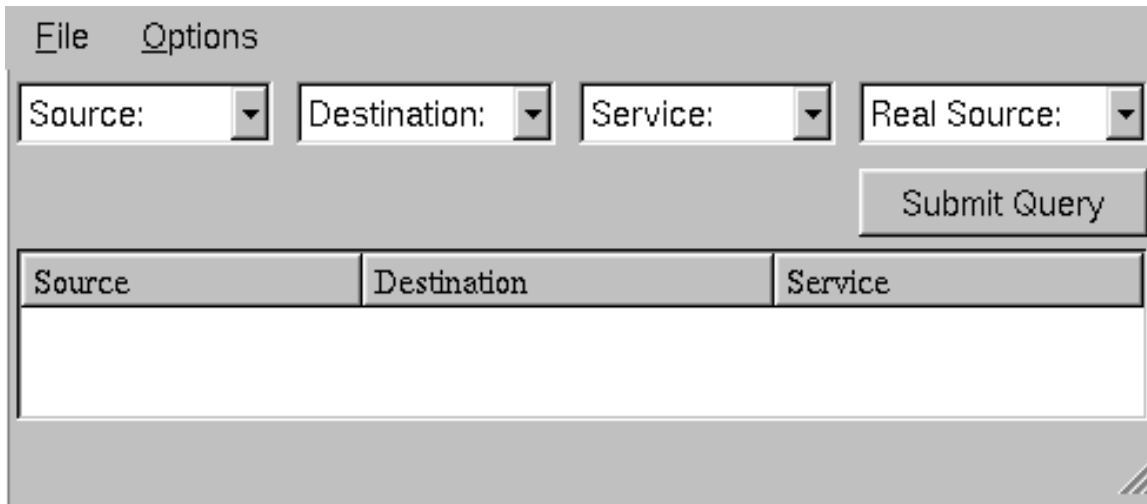 File Options
Source: Destination: Service: Real Source:
Submit Query
Source Destination Service